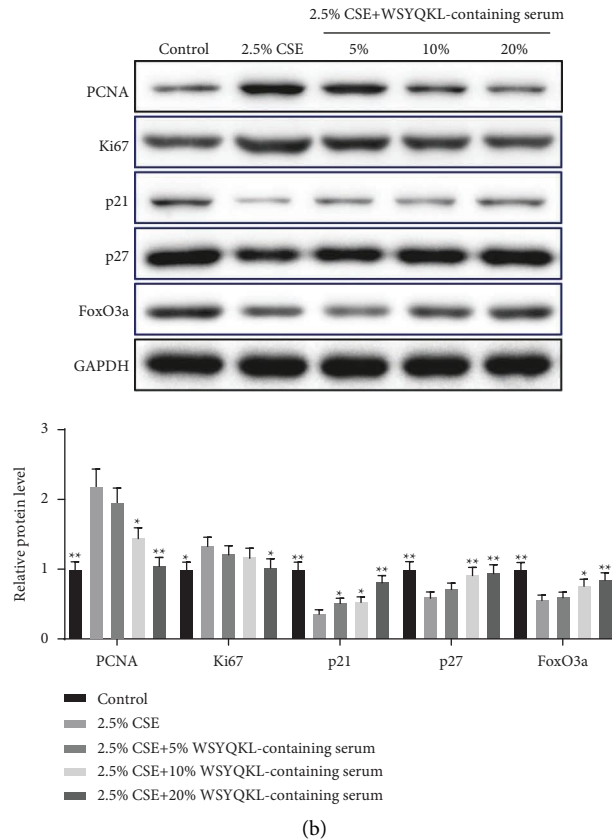 2.5% CSE+WSYQKL-containing serum
Control 2.5% CSE 5% 10% 20%
PCNA
Ki67
p21
p27
FoxO3a
GAPDH
3
2
1
0
Relative protein level
** * ** * * ** * * ** ** ** ** ** * **
PCNA Ki67 p21 p27 FoxO3a
Control
2.5% CSE
2.5% CSE+5% WSYQKL-containing serum
2.5% CSE+10% WSYQKL-containing serum
2.5% CSE+20% WSYQKL-containing serum
(b)